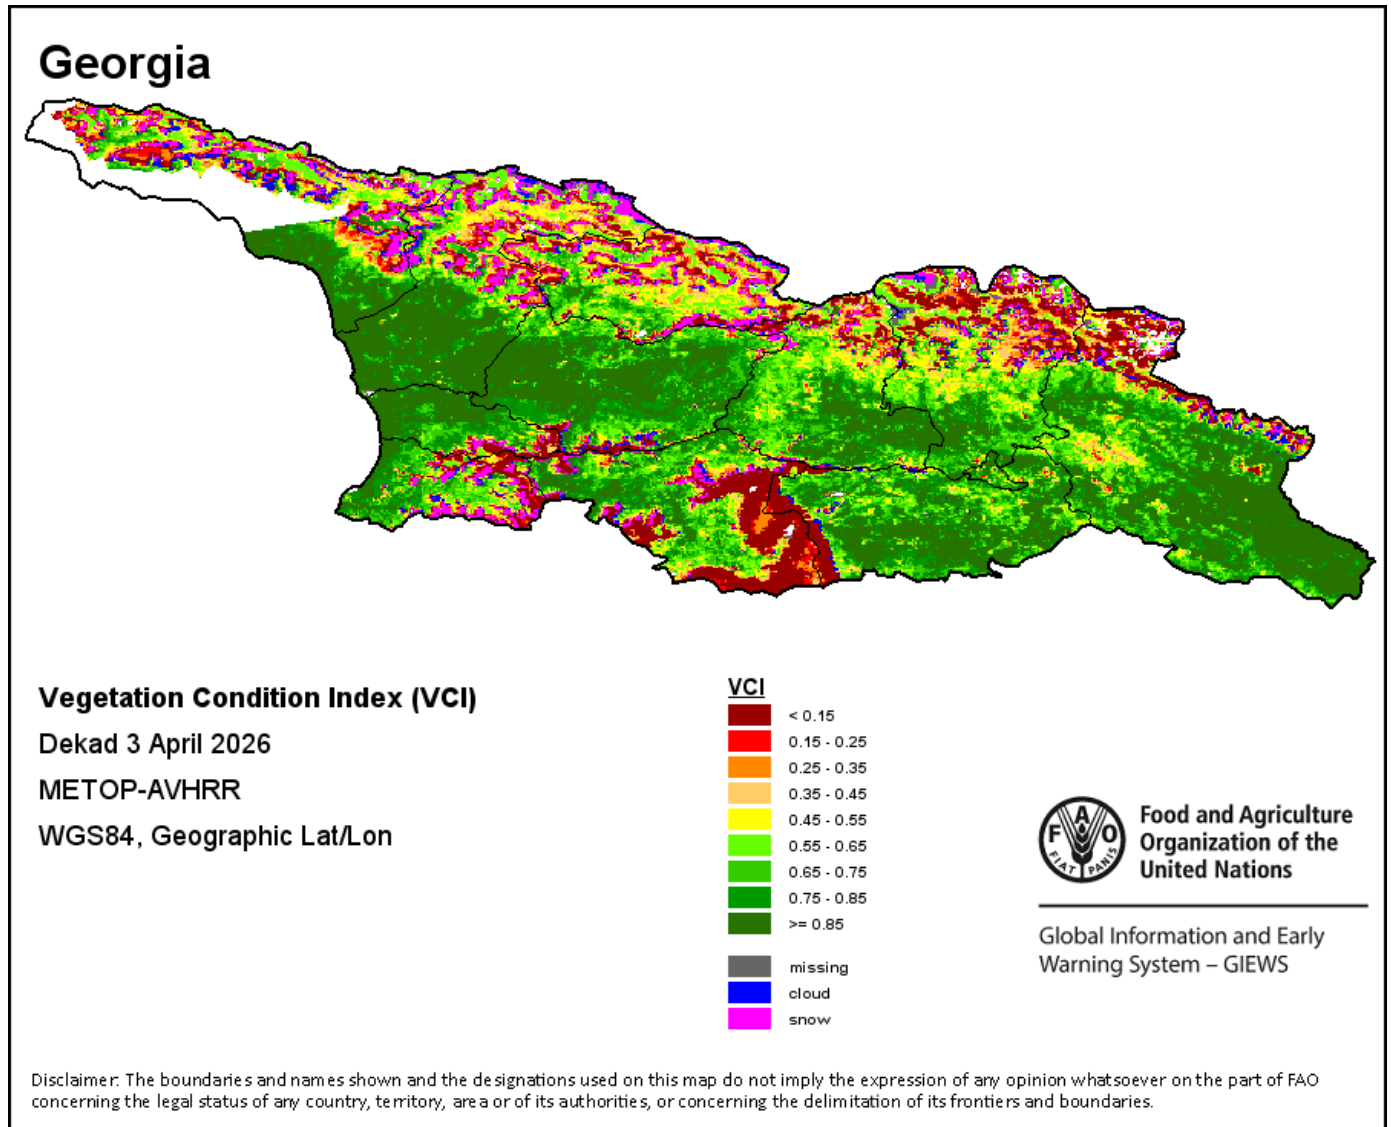 Georgia
Vegetation Condition Index (VCI)
Dekad 3 April 2026
METOP-AVHRR
WGS84, Geographic Lat/Lon
VCI
< 0.15
0.15 - 0.25
0.25 - 0.35
0.35 - 0.45
0.45 - 0.55
0.55 - 0.65
0.65 - 0.75
0.75 - 0.85
>= 0.85
missing
cloud
snow
F A O
FIAT PANIS
Food and Agriculture
Organization of the
United Nations
Global Information and Early
Warning System – GIEWS
Disclaimer: The boundaries and names shown and the designations used on this map do not imply the expression of any opinion whatsoever on the part of FAO
concerning the legal status of any country, territory, area or of its authorities, or concerning the delimitation of its frontiers and boundaries.